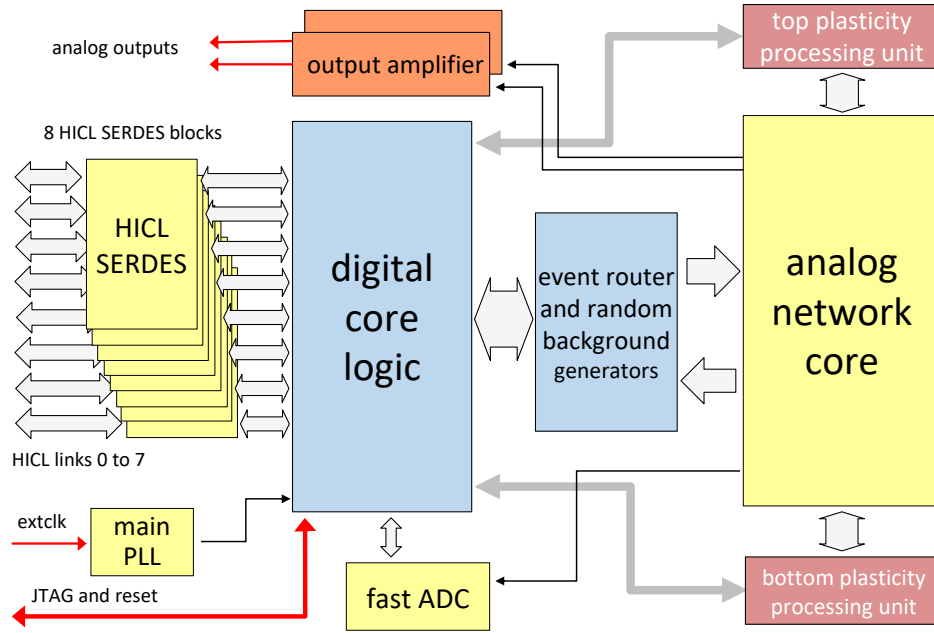 top plasticity
processing unit
analog outputs
output amplifier
8 HICL SERDES blocks
HICL
SERDES
digital
core
logic
event router
and random
background
generators
analog
network
core
HICL links 0 to 7
extclk
main
PLL
JTAG and reset
fast ADC
bottom plasticity
processing unit